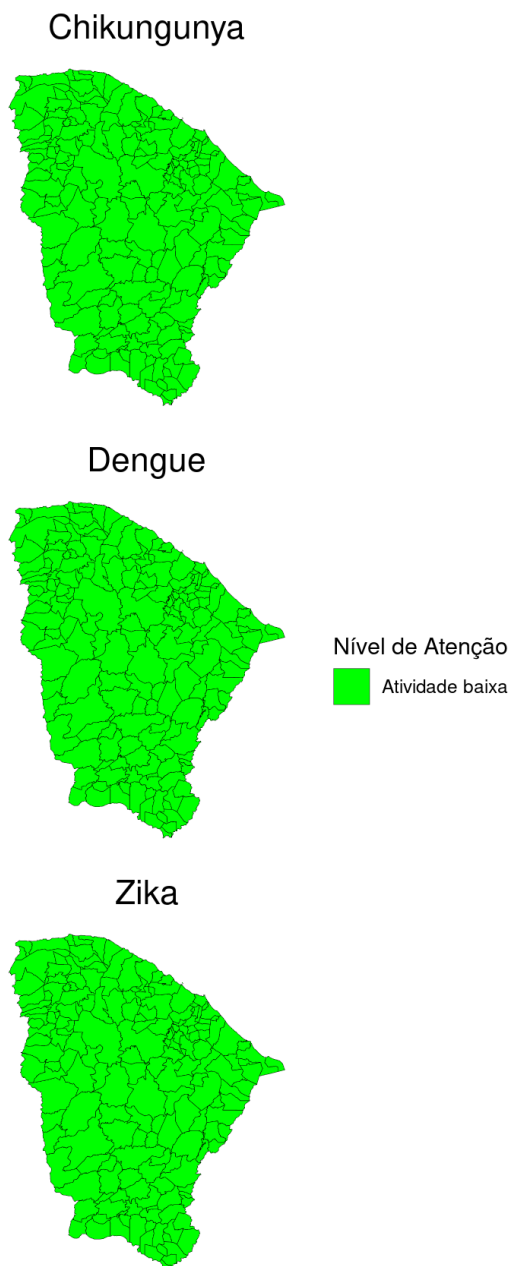 Chikungunya
Dengue
Nível de Atenção
Atividade baixa
Zika